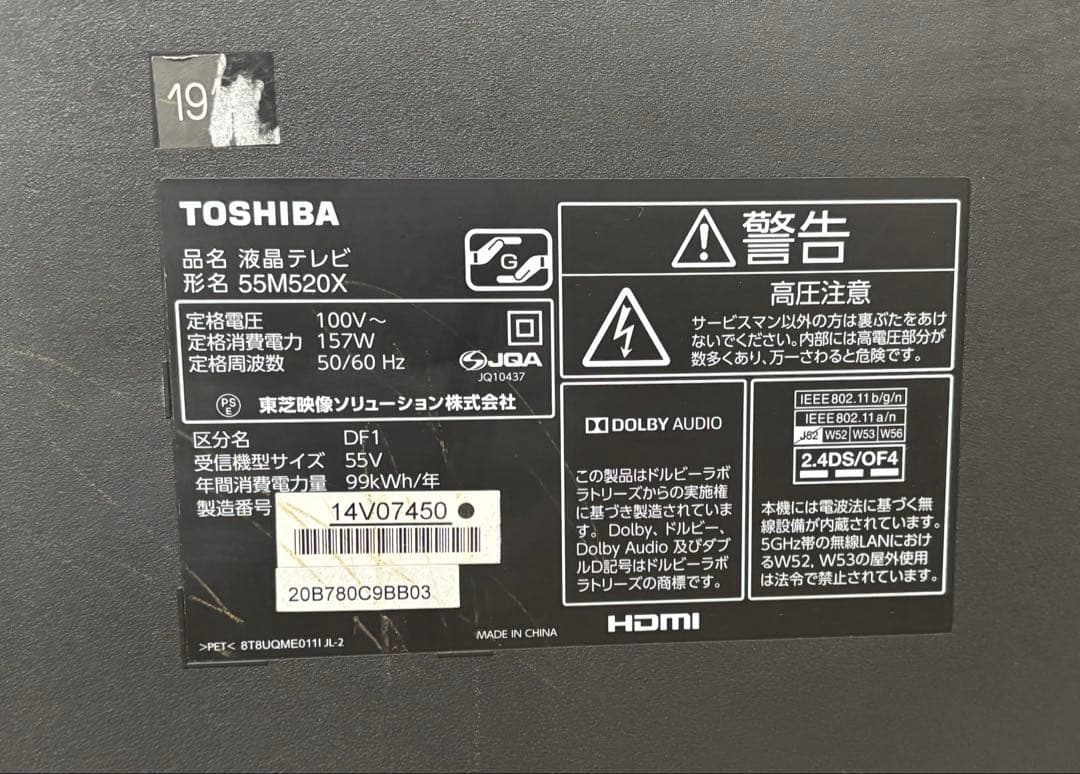 19
TOSHIBA
品名 液晶テレビ
形名 55M520X
G
定格電圧 100V～
定格消費電力 157W
定格周波数 50/60 Hz
JQA
JQ10437
PSE 東芝映像ソリューション株式会社
区分名 DF1
受信機型サイズ 55V
年間消費電力量 99kWh/年
製造番号
14V07450
20B780C9BB03
>PET< 8T8UQME011I JL-2
MADE IN CHINA
警告
高圧注意
サービスマン以外の方は裏ぶたをあけ
ないでください。内部には高電圧部分が
数多くあり、万一さわると危険です。
DOLBY AUDIO
この製品はドルビーラボ
ラトリーズからの実施権
に基づき製造されていま
す。Dolby、ドルビー、
Dolby Audio 及びダブ
ルD記号はドルビーラボ
ラトリーズの商標です。
IEEE802.11b/g/n
IEEE802.11a/n
J52 W52 W53 W56
2.4DS/OF4
本機には電波法に基づく無
線設備が内蔵されています。
5GHz帯の無線LANにおけ
るW52, W53の屋外使用
は法令で禁止されています。
HDMI